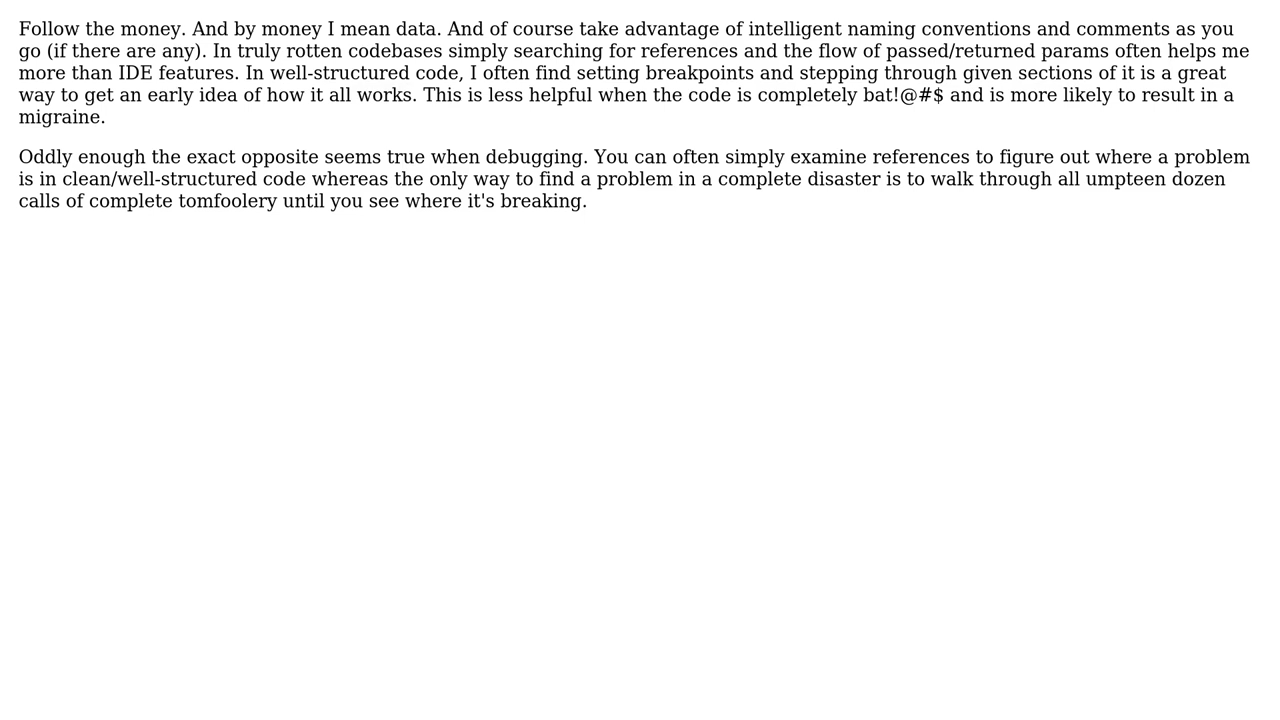 Follow the money. And by money I mean data. And of course take advantage of intelligent naming conventions and comments as you
go (if there are any). In truly rotten codebases simply searching for references and the flow of passed/returned params often helps me
more than IDE features. In well-structured code, I often find setting breakpoints and stepping through given sections of it is a great
way to get an early idea of how it all works. This is less helpful when the code is completely bat!@#$ and is more likely to result in a
migraine.
Oddly enough the exact opposite seems true when debugging. You can often simply examine references to figure out where a problem
is in clean/well-structured code whereas the only way to find a problem in a complete disaster is to walk through all umpteen dozen
calls of complete tomfoolery until you see where it's breaking.